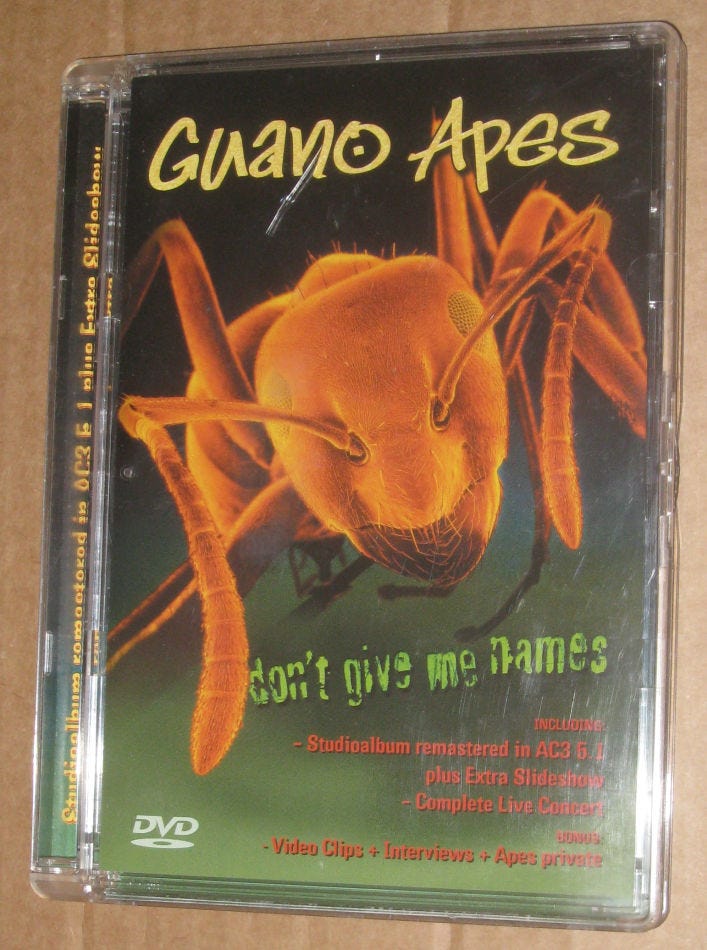 Guano Apes
don't give me names
INCLUDING:
- Studioalbum remastered in AC3 5.1
plus Extra Slideshow
- Complete Live Concert
BONUS:
- Video Clips + Interviews + Apes private
DVD
Studioalbum remastered in AC3 5.1 plus Extra Slideshow